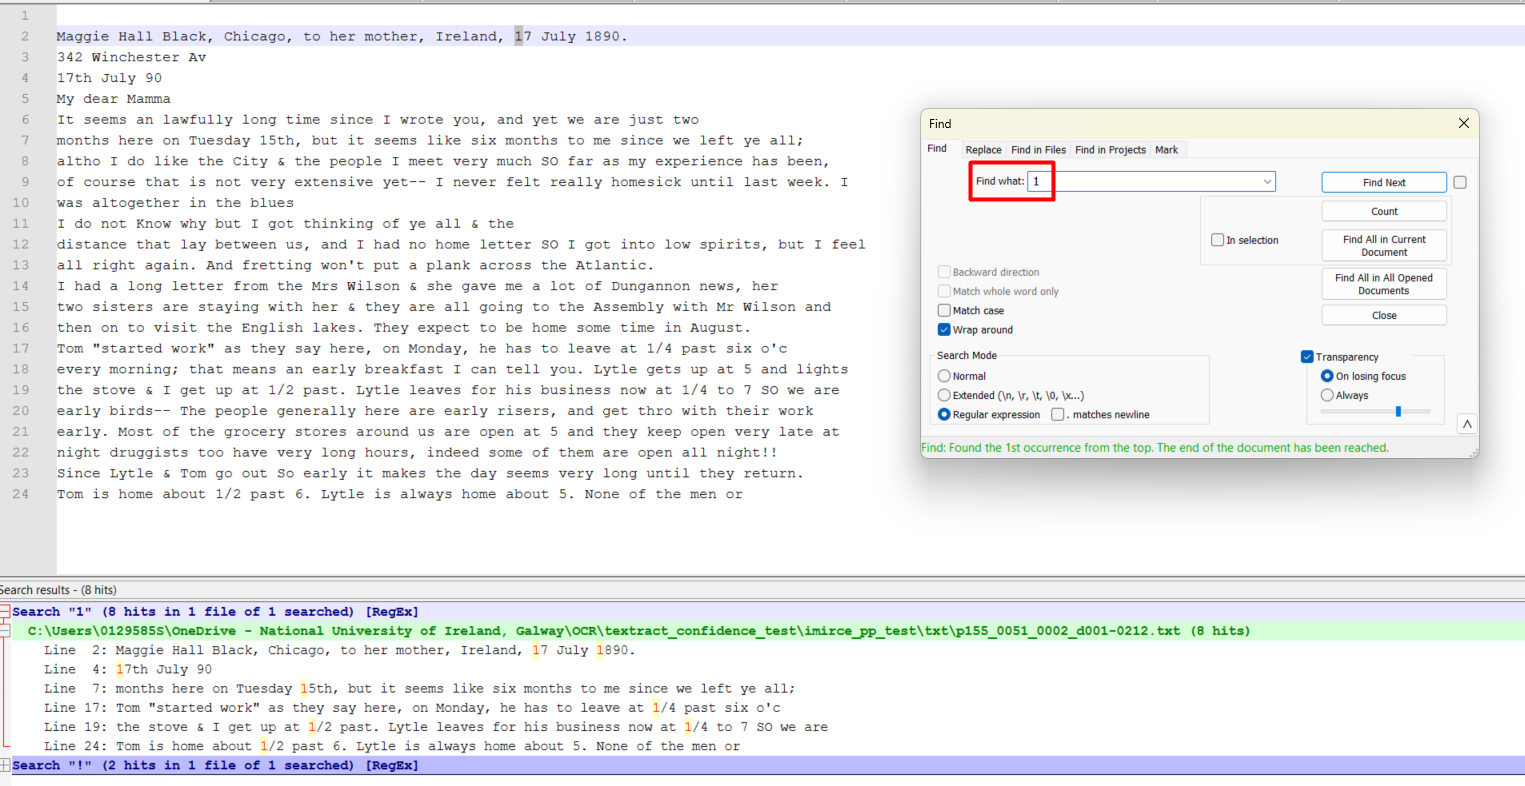 1
2 Maggie Hall Black, Chicago, to her mother, Ireland, 17 July 1890.
3 342 Winchester Av
4 17th July 90
5 My dear Mamma
6 It seems an lawfully long time since I wrote you, and yet we are just two
7 months here on Tuesday 15th, but it seems like six months to me since we left ye all;
8 altho I do like the City & the people I meet very much SO far as my experience has been,
9 of course that is not very extensive yet-- I never felt really homesick until last week. I
10 was altogether in the blues
11 I do not Know why but I got thinking of ye all & the
12 distance that lay between us, and I had no home letter SO I got into low spirits, but I feel
13 all right again. And fretting won't put a plank across the Atlantic.
14 I had a long letter from the Mrs Wilson & she gave me a lot of Dungannon news, her
15 two sisters are staying with her & they are all going to the Assembly with Mr Wilson and
16 then on to visit the English lakes. They expect to be home some time in August.
17 Tom "started work" as they say here, on Monday, he has to leave at 1/4 past six o'c
18 every morning; that means an early breakfast I can tell you. Lytle gets up at 5 and lights
19 the stove & I get up at 1/2 past. Lytle leaves for his business now at 1/4 to 7 SO we are
20 early birds-- The people generally here are early risers, and get thro with their work
21 early. Most of the grocery stores around us are open at 5 and they keep open very late at
22 night druggists too have very long hours, indeed some of them are open all night!!
23 Since Lytle & Tom go out So early it makes the day seems very long until they return.
24 Tom is home about 1/2 past 6. Lytle is always home about 5. None of the men or
Find
Find Replace Find in Files Find in Projects Mark
Find what: 1
Find Next
Count
In selection
Find All in Current
Document
Find All in All Opened
Documents
Close
Backward direction
Match whole word only
Match case
Wrap around
Search Mode
Normal
Extended (\n, \r, \t, \0, \x...)
Regular expression . matches newline
Transparency
On losing focus
Always
Find: Found the 1st occurrence from the top. The end of the document has been reached.
Search results - (8 hits)
Search "1" (8 hits in 1 file of 1 searched) [RegEx]
C:\Users\0129585S\OneDrive - National University of Ireland, Galway\OCR\textract_confidence_test\imirce_pp_test\txt\p155_0051_0002_d001-0212.txt (8 hits)
Line 2: Maggie Hall Black, Chicago, to her mother, Ireland, 17 July 1890.
Line 4: 17th July 90
Line 7: months here on Tuesday 15th, but it seems like six months to me since we left ye all;
Line 17: Tom "started work" as they say here, on Monday, he has to leave at 1/4 past six o'c
Line 19: the stove & I get up at 1/2 past. Lytle leaves for his business now at 1/4 to 7 SO we are
Line 24: Tom is home about 1/2 past 6. Lytle is always home about 5. None of the men or
Search "!" (2 hits in 1 file of 1 searched) [RegEx]